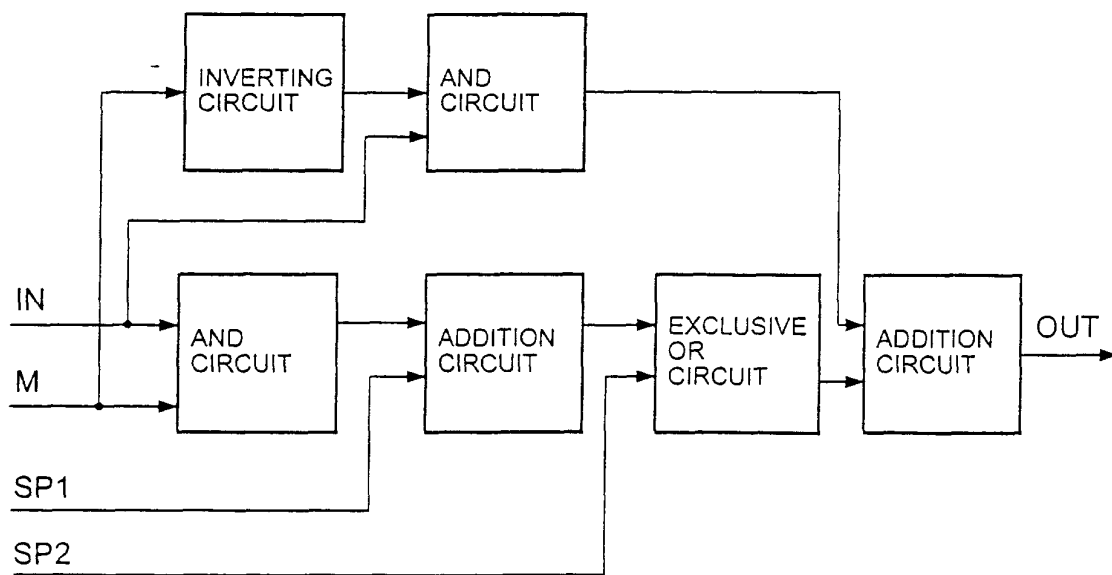 INVERTING
CIRCUIT
AND
CIRCUIT
IN
M
AND
CIRCUIT
ADDITION
CIRCUIT
EXCLUSIVE
OR
CIRCUIT
ADDITION
CIRCUIT
OUT
SP1
SP2